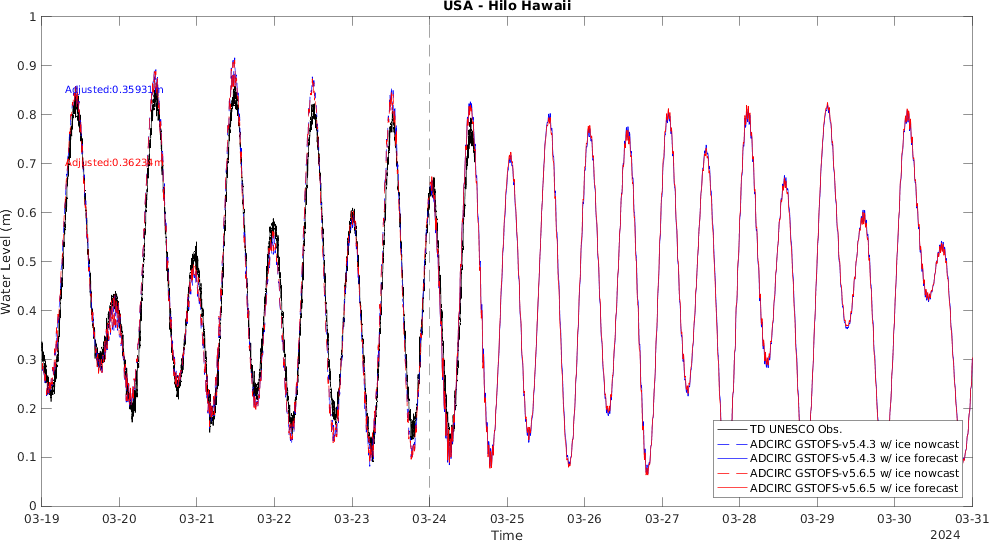 USA - Hilo Hawaii
1
0.9
0.8
0.7
0.6
0.5
0.4
0.3
0.2
0.1
0
Water Level (m)
Adjusted:0.35931m
TD UNESCO Obs.
ADCIRC GSTOFS-v5.4.3 w/ ice nowcast
ADCIRC GSTOFS-v5.4.3 w/ ice forecast
ADCIRC GSTOFS-v5.6.5 w/ ice nowcast
ADCIRC GSTOFS-v5.6.5 w/ ice forecast
03-19 03-20 03-21 03-22 03-23 03-24 03-25 03-26 03-27 03-28 03-29 03-30 03-31
Time
2024